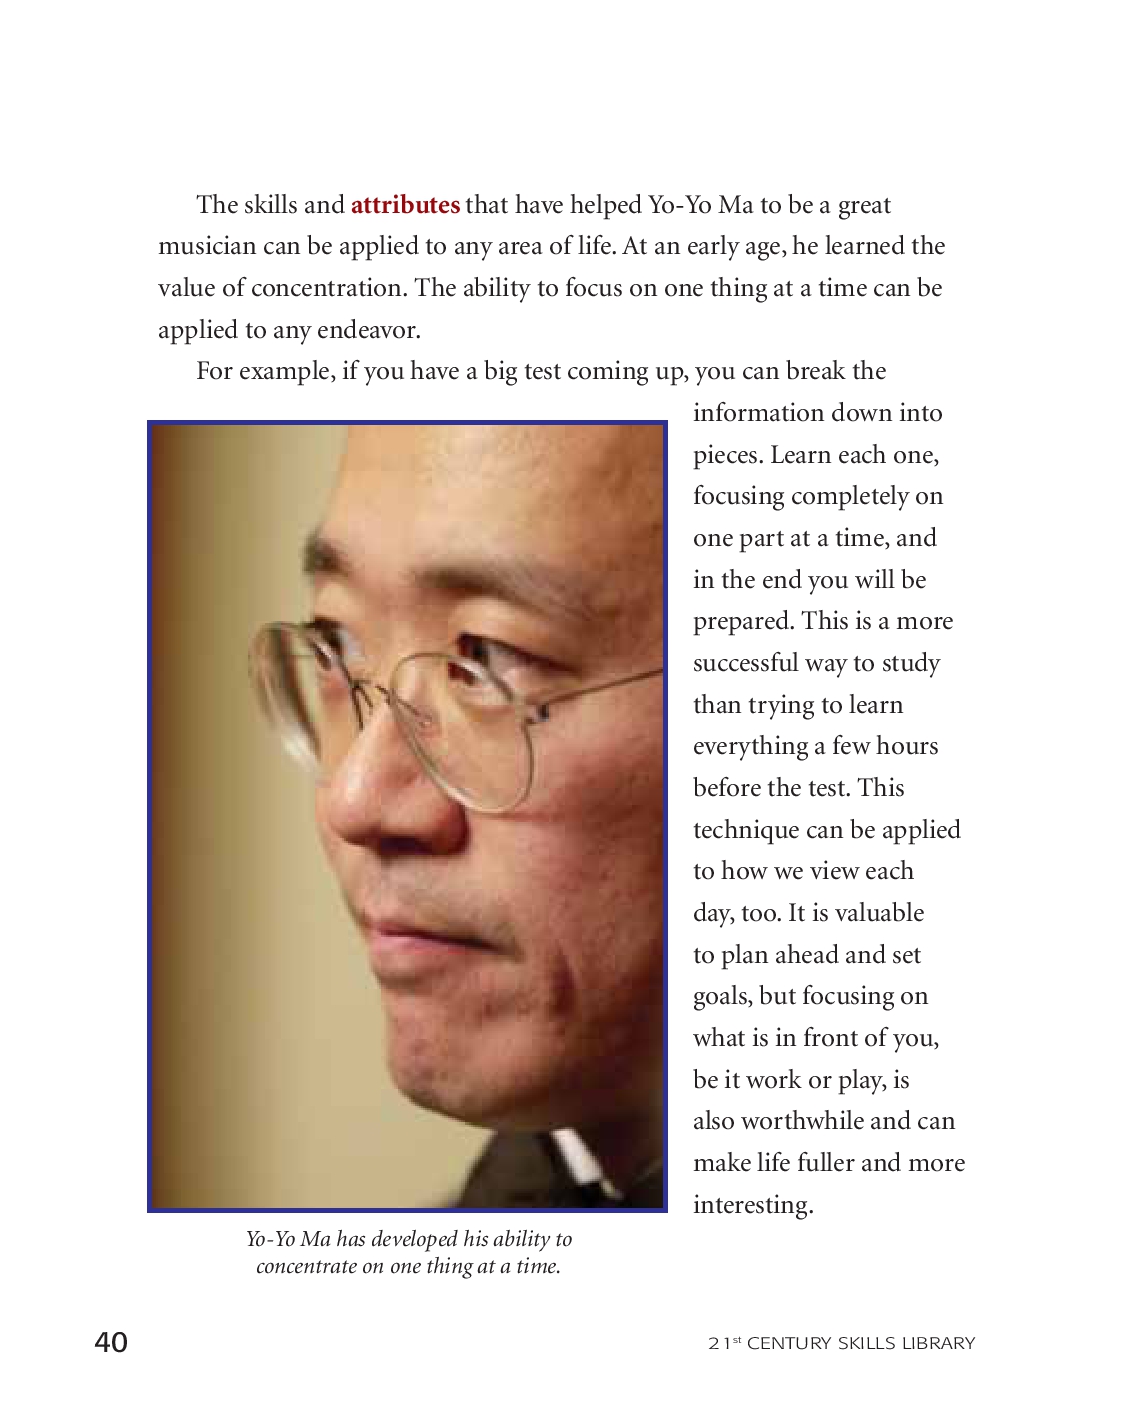 The skills and attributes that have helped Yo-Yo Ma to be a great
musician can be applied to any area of life. At an early age, he learned the
value of concentration. The ability to focus on one thing at a time can be
applied to any endeavor.
For example, if you have a big test coming up, you can break the
information down into
pieces. Learn each one,
focusing completely on
one part at a time, and
in the end you will be
prepared. This is a more
successful way to study
than trying to learn
everything a few hours
before the test. This
technique can be applied
to how we view each
day, too. It is valuable
to plan ahead and set
goals, but focusing on
what is in front of you,
be it work or play, is
also worthwhile and can
make life fuller and more
interesting.
Yo-Yo Ma has developed his ability to
concentrate on one thing at a time.
40
21st CENTURY SKILLS LIBRARY